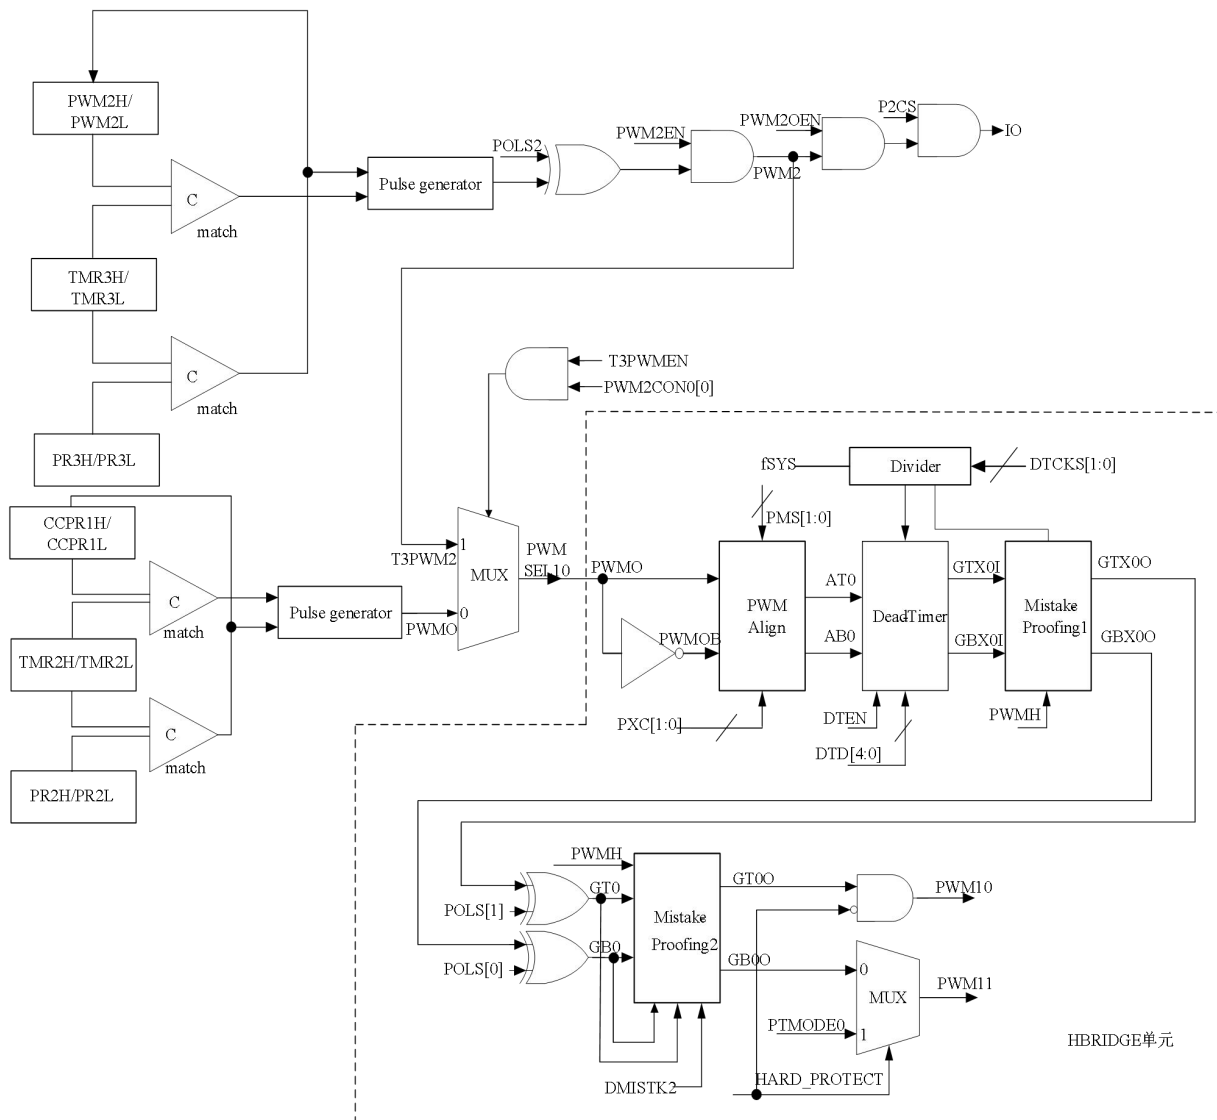 PWM2H/
PWM2L
P2CS
PWM2OEN
IO
PWM2EN
POLS2
PWM2
Pulse generator
C
match
TMR3H/
TMR3L
C
match
T3PWMEN
PWM2CON0[0]
PR3H/PR3L
fSYS
Divider
DTCKS[1:0]
PMS[1:0]
CCPR1H/
CCPR1L
1
T3PWM2
MUX
PWM
SEL10
PWMO
0
PWMO
AT0
GTX0I
GTX0O
C
match
Pulse generator
PWM
Align
Dead-Timer
Mistake-
Proofing1
PWMOB
AB0
GBX0I
GBX0O
TMR2H/TMR2L
C
match
PXC[1:0]
DTEN
DTD[4:0]
PWMH
PR2H/PR2L
PWMH
GT0
GT0O
PWM10
POLS[1]
Mistake-
Proofing2
GB0
GB0O
POLS[0]
0
MUX
PWM11
PTMODE0
1
HBRIDGE单元
DMISTK2
HARD_PROTECT